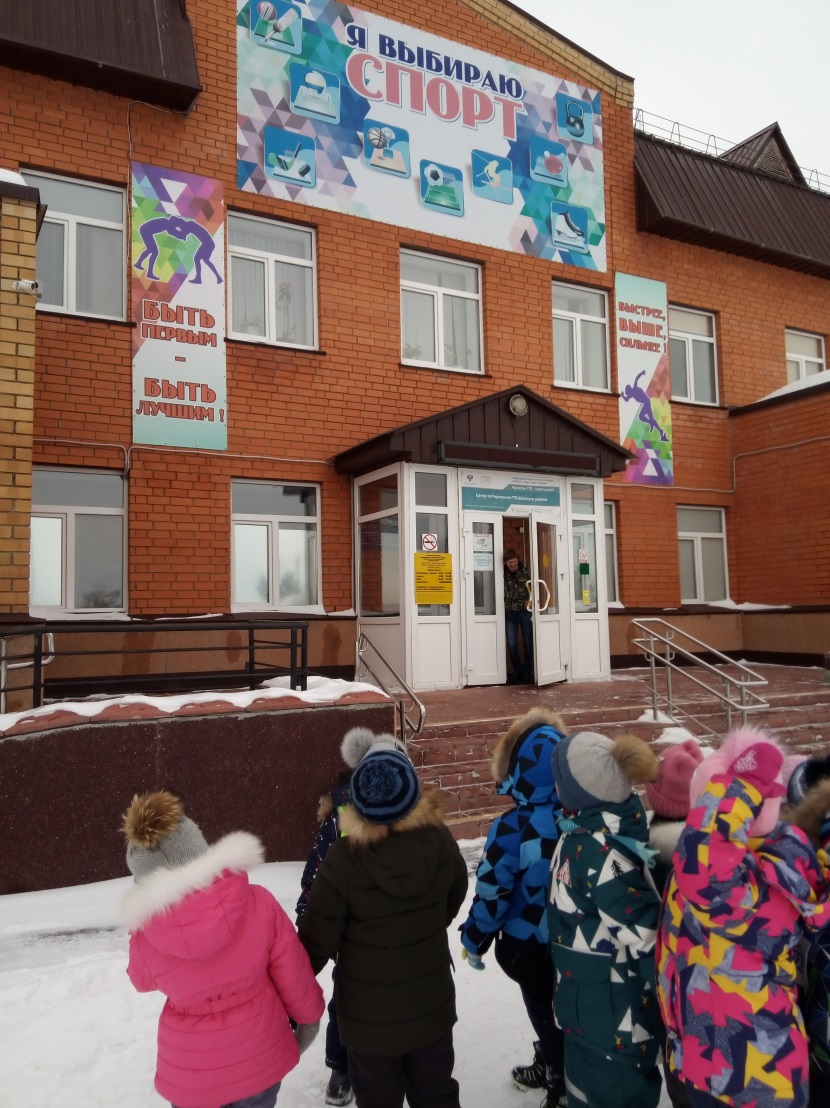 Я ВЫБИРАЮ
СПОРТ
БЫТЬ
ПЕРВЫМ
-
БЫТЬ
ЛУЧШИМ !
БЫСТРЕЕ,
ВЫШЕ,
СИЛЬНЕЕ !